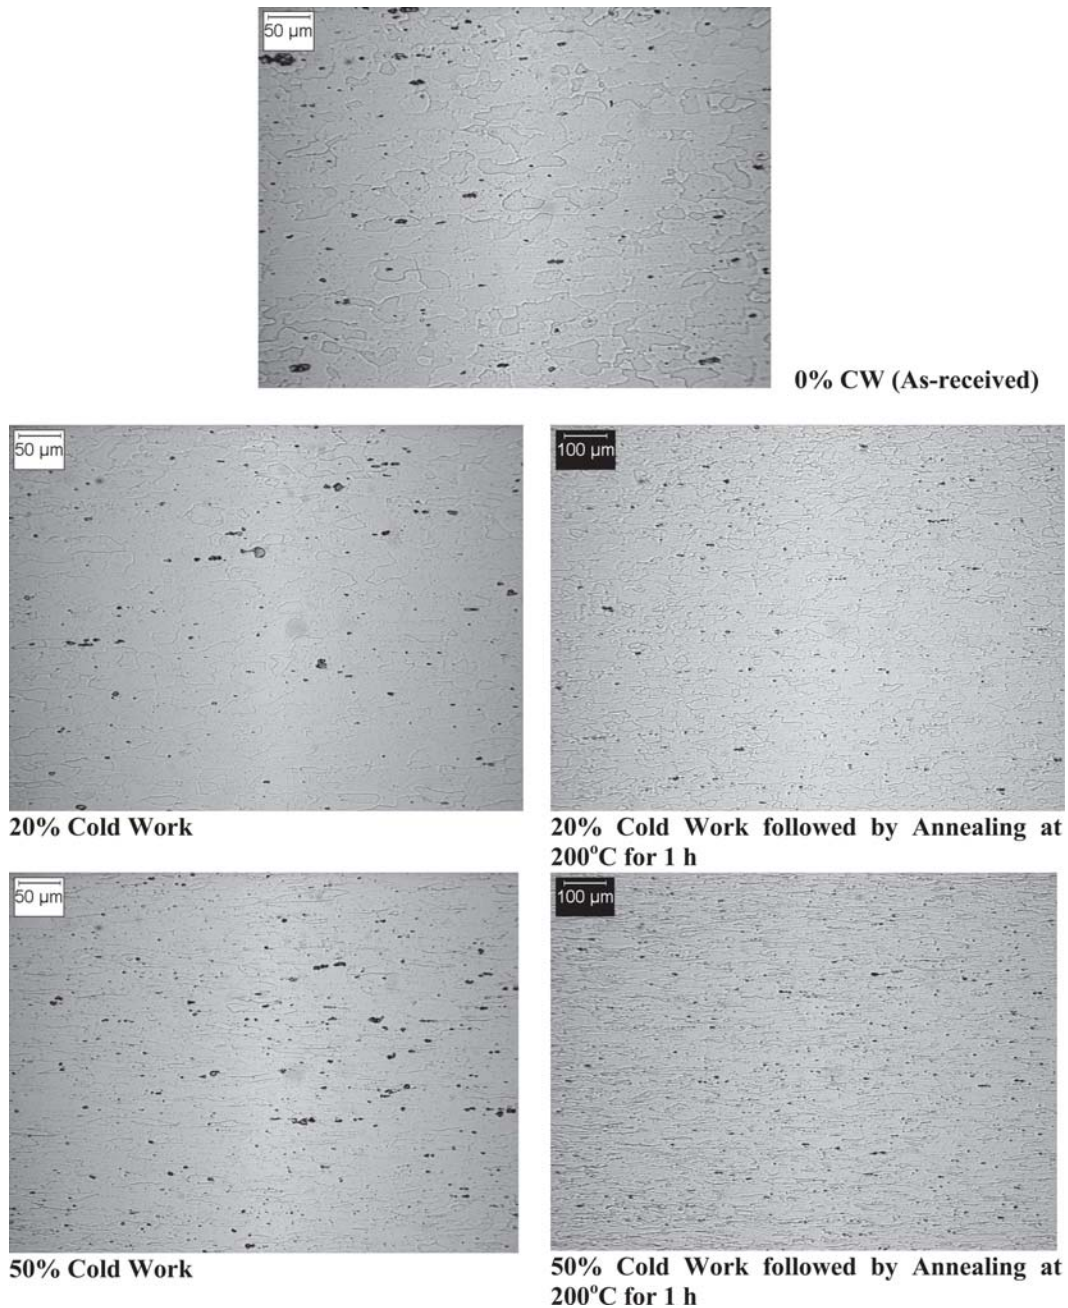 50 µm
0% CW (As-received)
50 µm
100 µm
20% Cold Work
20% Cold Work followed by Annealing at
200°C for 1 h
50 µm
100 µm
50% Cold Work
50% Cold Work followed by Annealing at
200°C for 1 h